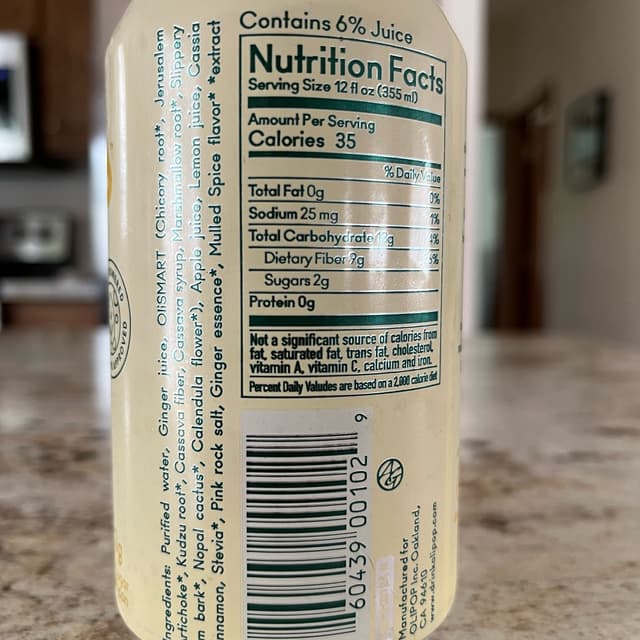 Contains 6% Juice
Nutrition Facts
Serving Size 12 fl oz (355 ml)
Amount Per Serving
Calories 35
% Daily Value
Total Fat 0g 0%
Sodium 25 mg 1%
Total Carbohydrate 4%
Dietary Fiber 9g
Sugars 2g
Protein 0g
Not a significant source of calories from
fat, saturated fat, trans fat, cholesterol,
vitamin A, vitamin C, calcium and iron.
Percent Daily Valudes are based on a 2,000 calorie diet
Ingredients: Purified water, Ginger juice, OliSMART (Chicory root*, Jerusalem
rtichoke*, Kudzu root*, Cassava fiber, Cassava syrup, Marshmallow root*, Slippery
m bark*, Nopal cactus*, Calendula flower*), Apple juice, Lemon juice, Cassia
nnamon, Stevia*, Pink rock salt, Ginger essence*, Mulled Spice flavor* *extract
60439 00102 9
Manufactured for
OLIPOP Inc. Oakland,
CA 94610
www.drinkolipop.com